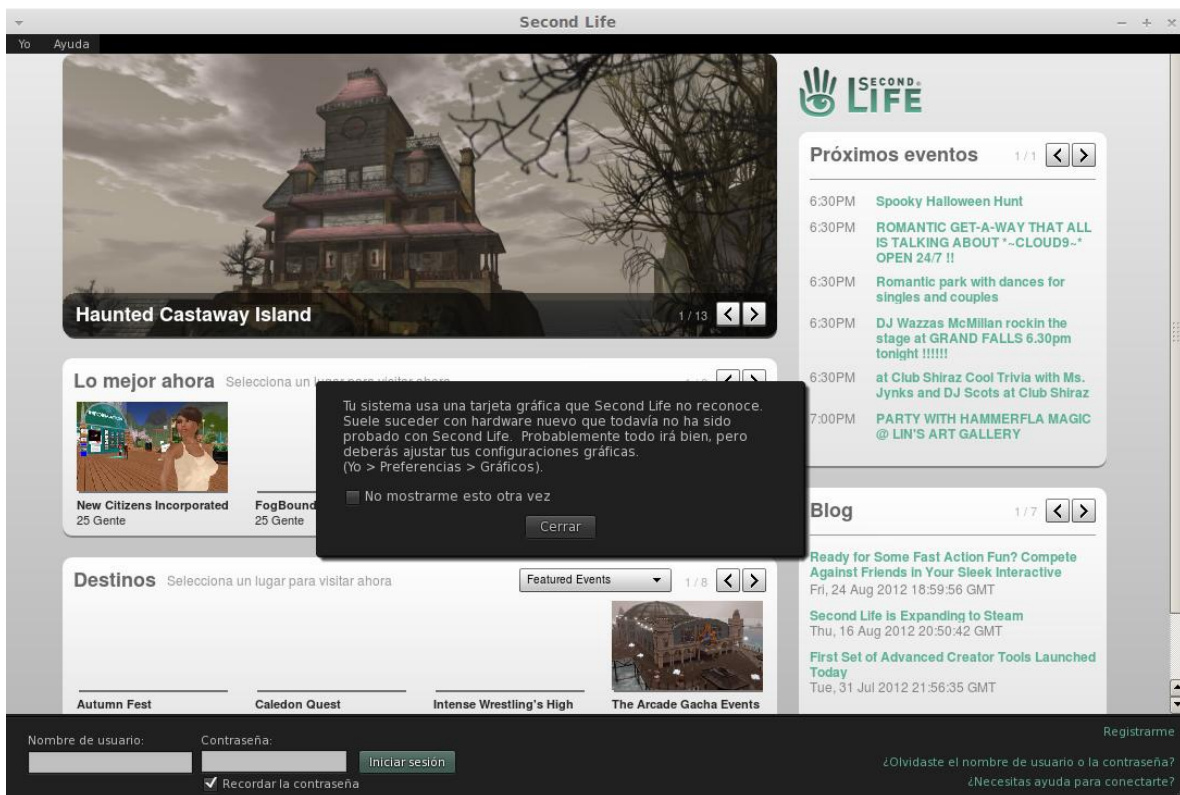 Second Life
Yo Ayuda
SECOND
LIFE
Haunted Castaway Island
1 / 13
Próximos eventos
1 / 1
6:30PM Spooky Halloween Hunt
6:30PM ROMANTIC GET-A-WAY THAT ALL
IS TALKING ABOUT *~CLOUD9~*
OPEN 24/7 !!
6:30PM Romantic park with dances for
singles and couples
6:30PM DJ Wazzas McMillan rockin the
stage at GRAND FALLS 6.30pm
tonight !!!!!!
6:30PM at Club Shiraz Cool Trivia with Ms.
Jynks and DJ Scots at Club Shiraz
7:00PM PARTY WITH HAMMERFLA MAGIC
@ LIN'S ART GALLERY
Lo mejor ahora Selecciona un lugar para visitar ahora
New Citizens Incorporated
25 Gente
FogBound
25 Gente
Tu sistema usa una tarjeta gráfica que Second Life no reconoce.
Suele suceder con hardware nuevo que todavía no ha sido
probado con Second Life. Probablemente todo irá bien, pero
deberás ajustar tus configuraciones gráficas.
(Yo > Preferencias > Gráficos).
No mostrarme esto otra vez
Cerrar
Blog
1 / 7
Ready for Some Fast Action Fun? Compete
Against Friends in Your Sleek Interactive
Fri, 24 Aug 2012 18:59:56 GMT
Second Life is Expanding to Steam
Thu, 16 Aug 2012 20:50:42 GMT
First Set of Advanced Creator Tools Launched
Today
Tue, 31 Jul 2012 21:56:35 GMT
Destinos Selecciona un lugar para visitar ahora
Featured Events
1 / 8
Autumn Fest
Caledon Quest
Intense Wrestling's High
The Arcade Gacha Events
Nombre de usuario:
Contraseña:
Iniciar sesión
Recordar la contraseña
Registrarme
¿Olvidaste el nombre de usuario o la contraseña?
¿Necesitas ayuda para conectarte?